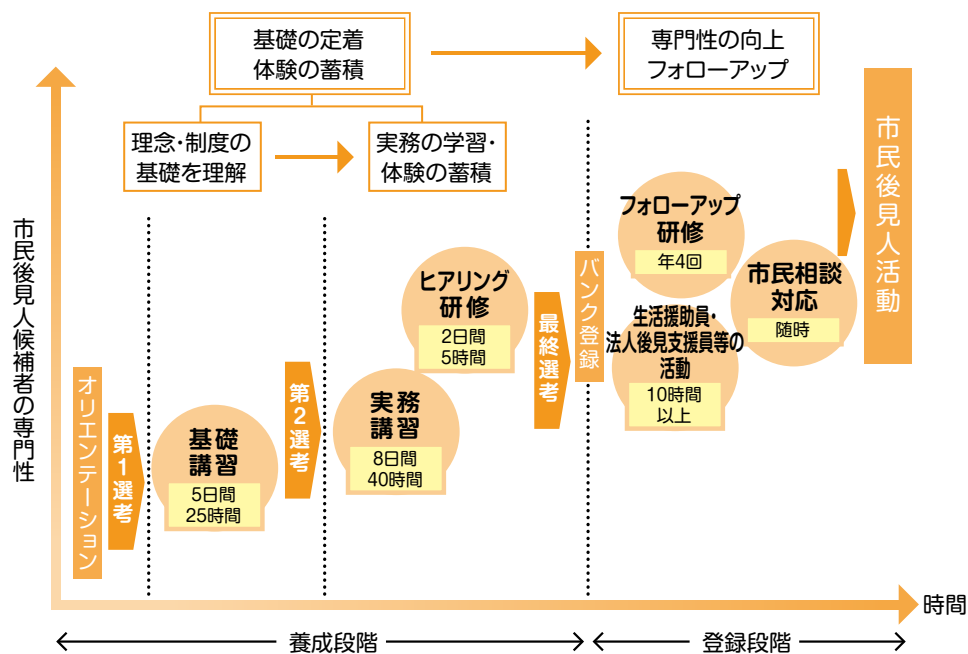 基礎の定着
体験の蓄積
専門性の向上
フォローアップ
理念・制度の
基礎を理解
実務の学習・
体験の蓄積
市民後見人候補者の専門性
オリエンテーション
第1選考
基礎
講習
5日間
25時間
第2選考
実務
講習
8日間
40時間
ヒアリング
研修
2日間
5時間
最終選考
バンク登録
フォローアップ
研修
年4回
生活援助員・
法人後見支援員等の
活動
10時間
以上
市民相談
対応
随時
市民後見人活動
時間
養成段階
登録段階